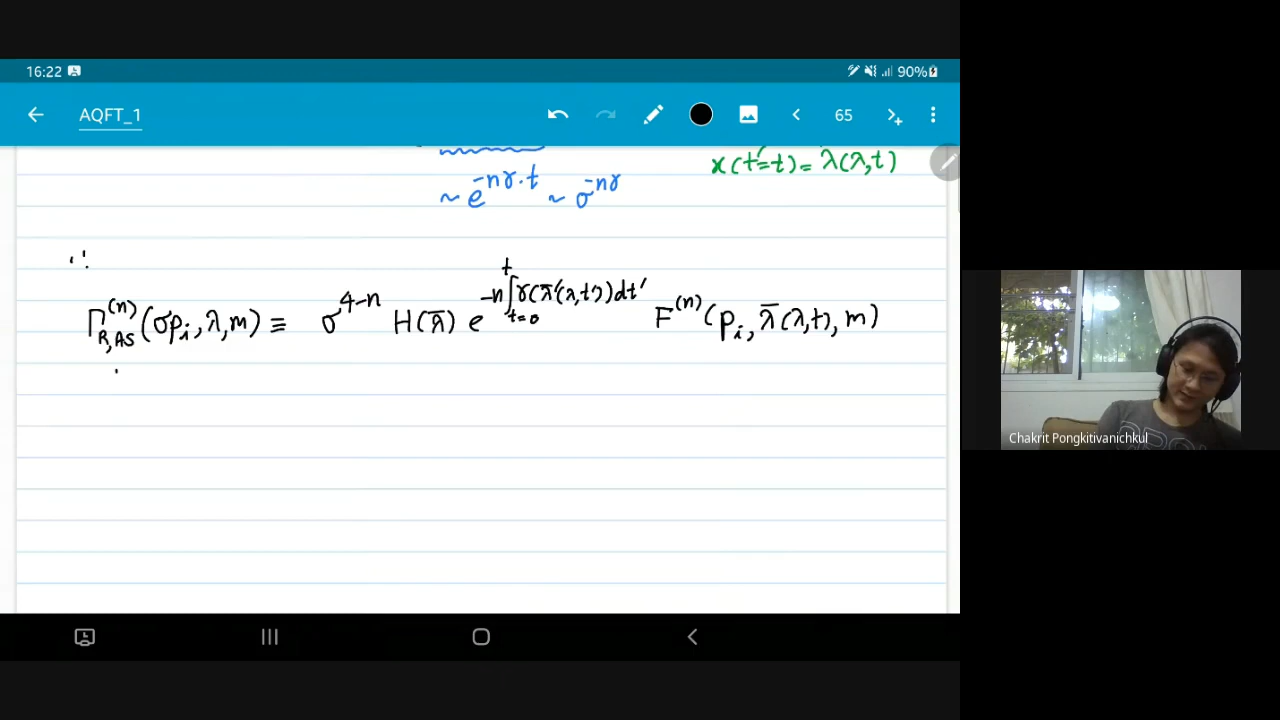 16:22 90%
AQFT_1 65
x(t'=t) = λ̄(λ,t)
~ e^{-nγ·t} ~ σ^{-nγ}
∴
Γ^{(n)}_{R,AS}(σp_i, λ, m) ≡ σ^{4-n} H(λ̄) e^{-n∫_{t=0}^{t} γ(λ̄'(λ,t'))dt'} F^{(n)}(p_i, λ̄(λ,t), m)
Chakrit Pongkitivanichkul